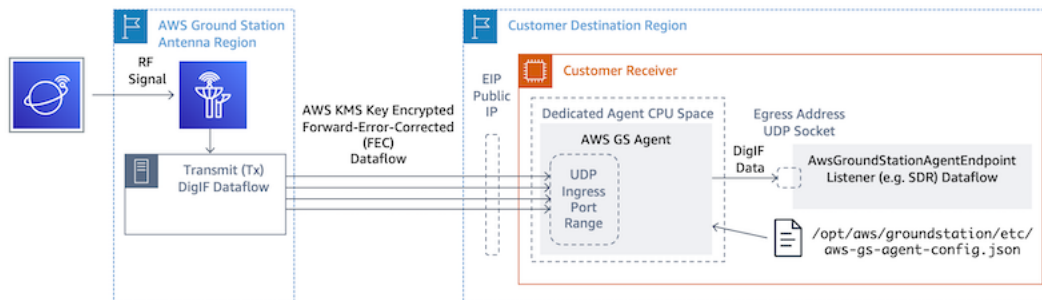 AWS Ground Station
Antenna Region
Customer Destination Region
RF
Signal
EIP
Public
IP
Customer Receiver
AWS KMS Key Encrypted
Forward-Error-Corrected
(FEC)
Dataflow
Dedicated Agent CPU Space
Egress Address
UDP Socket
AWS GS Agent
Transmit (Tx)
DigIF Dataflow
UDP
Ingress
Port
Range
DigIF
Data
AwsGroundStationAgentEndpoint
Listener (e.g. SDR) Dataflow
/opt/aws/groundstation/etc/
aws-gs-agent-config.json